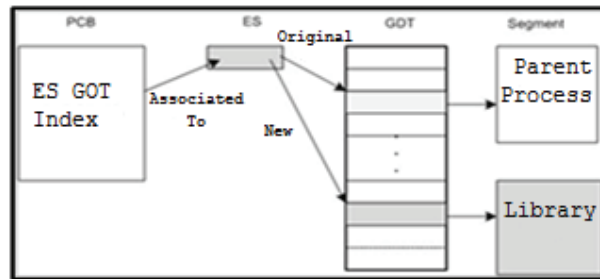 PCB
ES
GOT
Segment
Original
ES GOT
Index
Associated
To
New
Parent
Process
Library